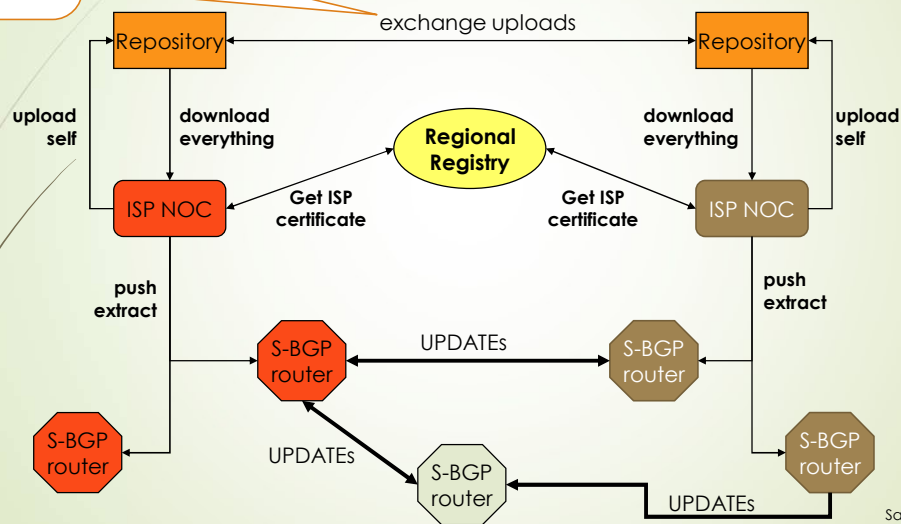 exchange uploads
Repository
Repository
upload
self
download
everything
download
everything
upload
self
Regional
Registry
ISP NOC
Get ISP
certificate
Get ISP
certificate
ISP NOC
push
extract
push
extract
S-BGP
router
UPDATEs
S-BGP
router
S-BGP
router
UPDATEs
S-BGP
router
S-BGP
router
UPDATEs